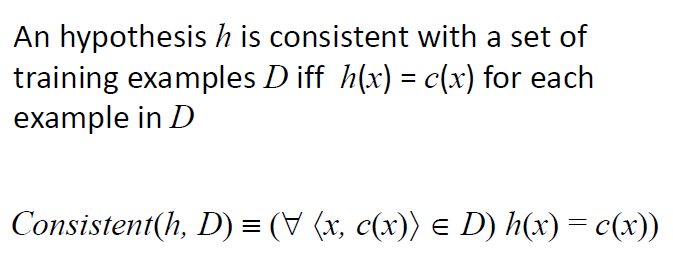 An hypothesis h is consistent with a set of
training examples D iff h(x) = c(x) for each
example in D
Consistent(h, D) ≡ (∀ ⟨x, c(x)⟩ ∈ D) h(x) = c(x))